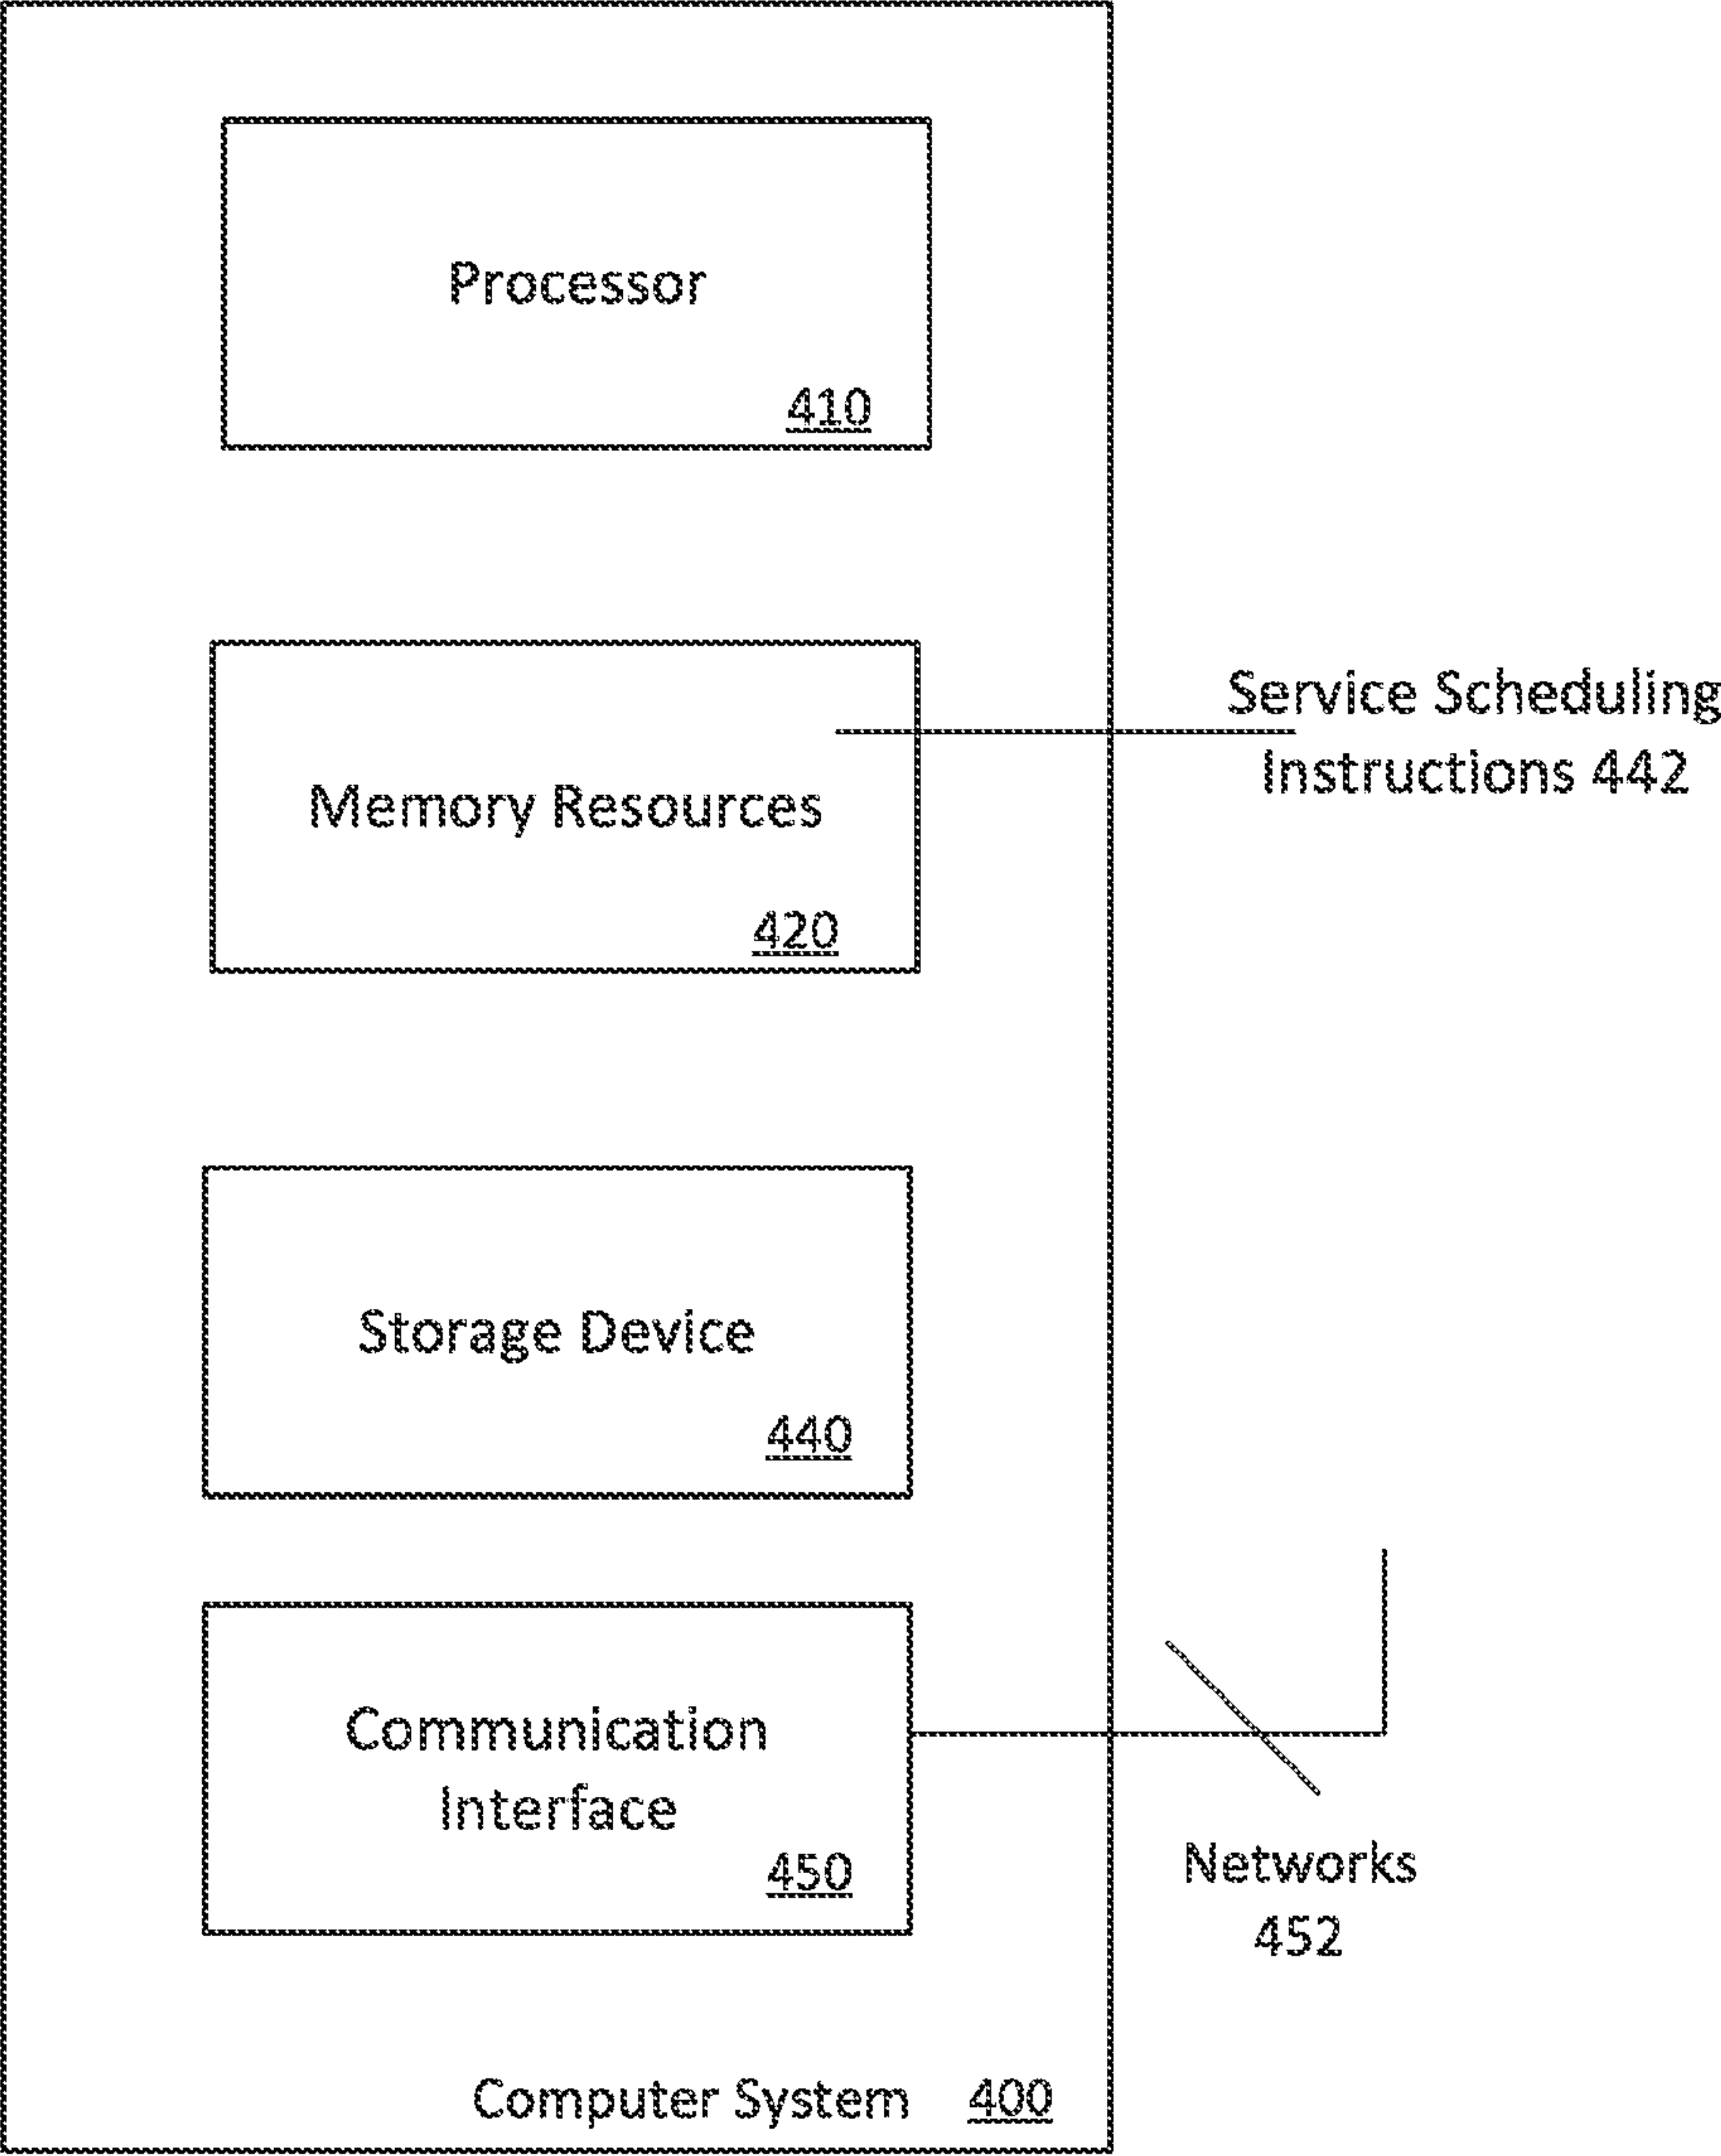 Processor
410
Service Scheduling
Instructions 442
Memory Resources
420
Storage Device
440
Communication
Interface
450
Networks
452
Computer System 400